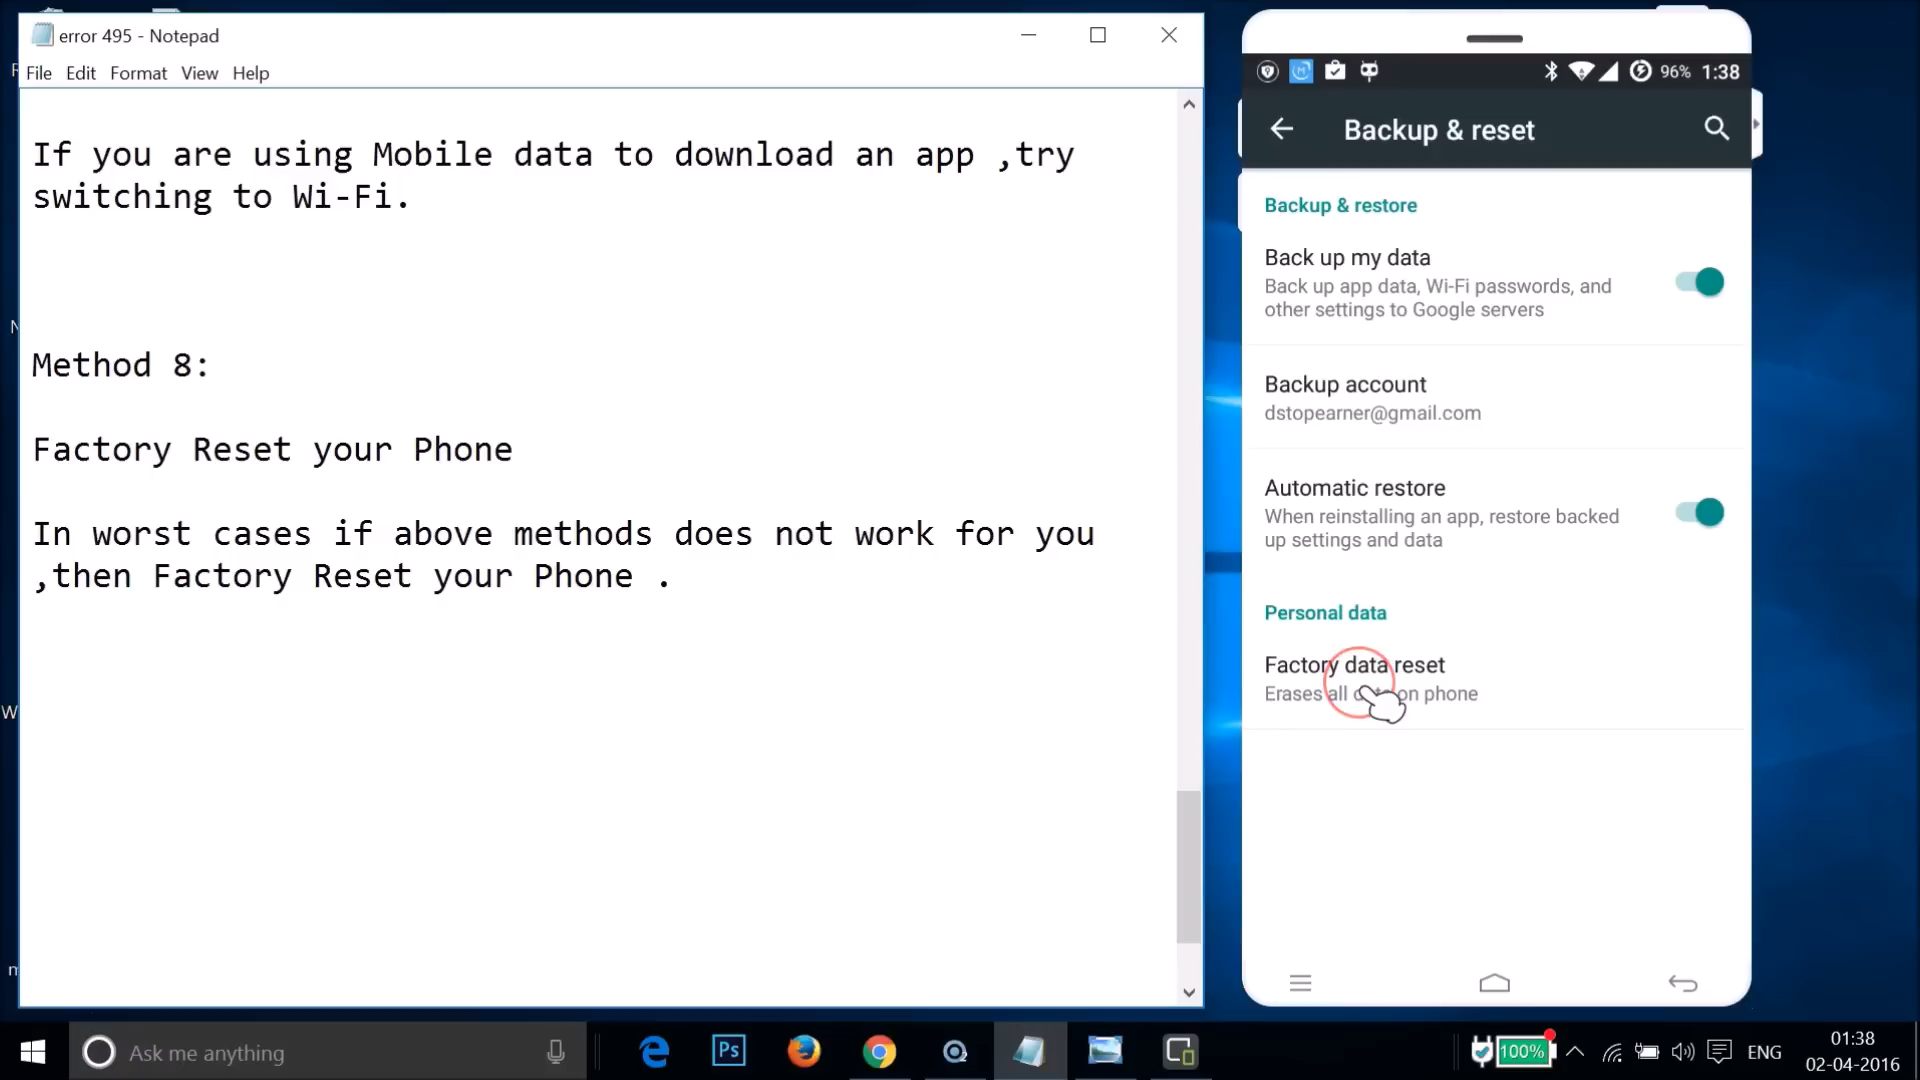 error 495 - Notepad
File Edit Format View Help
If you are using Mobile data to download an app ,try
switching to Wi-Fi.
Method 8:
Factory Reset your Phone
In worst cases if above methods does not work for you
,then Factory Reset your Phone .
96% 1:38
Backup & reset
Backup & restore
Back up my data
Back up app data, Wi-Fi passwords, and
other settings to Google servers
Backup account
dstopearner@gmail.com
Automatic restore
When reinstalling an app, restore backed
up settings and data
Personal data
Factory data reset
Erases all data on phone
Ask me anything
Ps
100%
ENG
01:38
02-04-2016